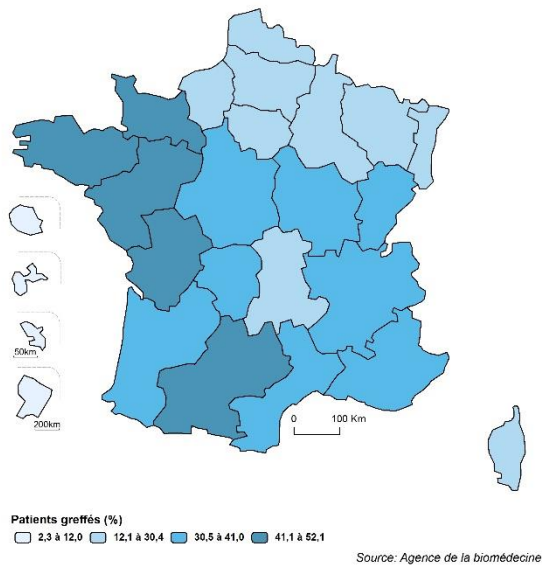 50km
200km
0 100 Km
Patients greffés (%)
2,3 à 12,0 12,1 à 30,4 30,5 à 41,0 41,1 à 52,1
Source: Agence de la biomédecine